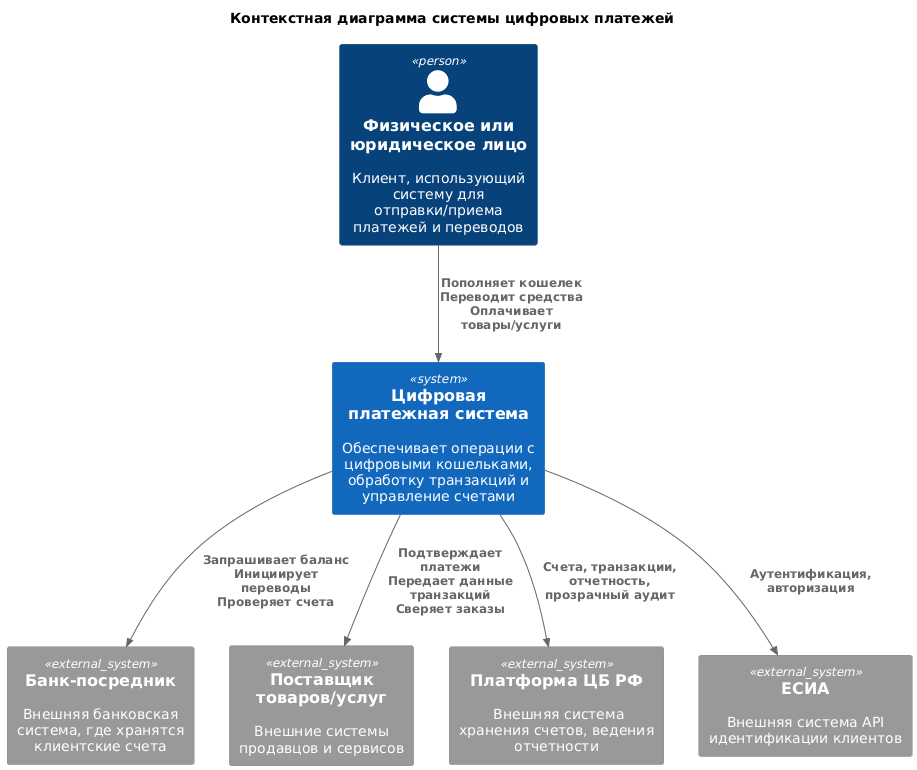 Контекстная диаграмма системы цифровых платежей
«person»
Физическое или
юридическое лицо
Клиент, использующий
систему для
отправки/приема
платежей и переводов
Пополняет кошелек
Переводит средства
Оплачивает
товары/услуги
«system»
Цифровая
платежная система
Обеспечивает операции с
цифровыми кошельками,
обработку транзакций и
управление счетами
Запрашивает баланс
Инициирует
переводы
Проверяет счета
Подтверждает
платежи
Передает данные
транзакций
Сверяет заказы
Счета, транзакции,
отчетность,
прозрачный аудит
Аутентификация,
авторизация
«external_system»
Банк-посредник
Внешняя банковская
система, где хранятся
клиентские счета
«external_system»
Поставщик
товаров/услуг
Внешние системы
продавцов и сервисов
«external_system»
Платформа ЦБ РФ
Внешняя система
хранения счетов, ведения
отчетности
«external_system»
ЕСИА
Внешняя система API
идентификации клиентов